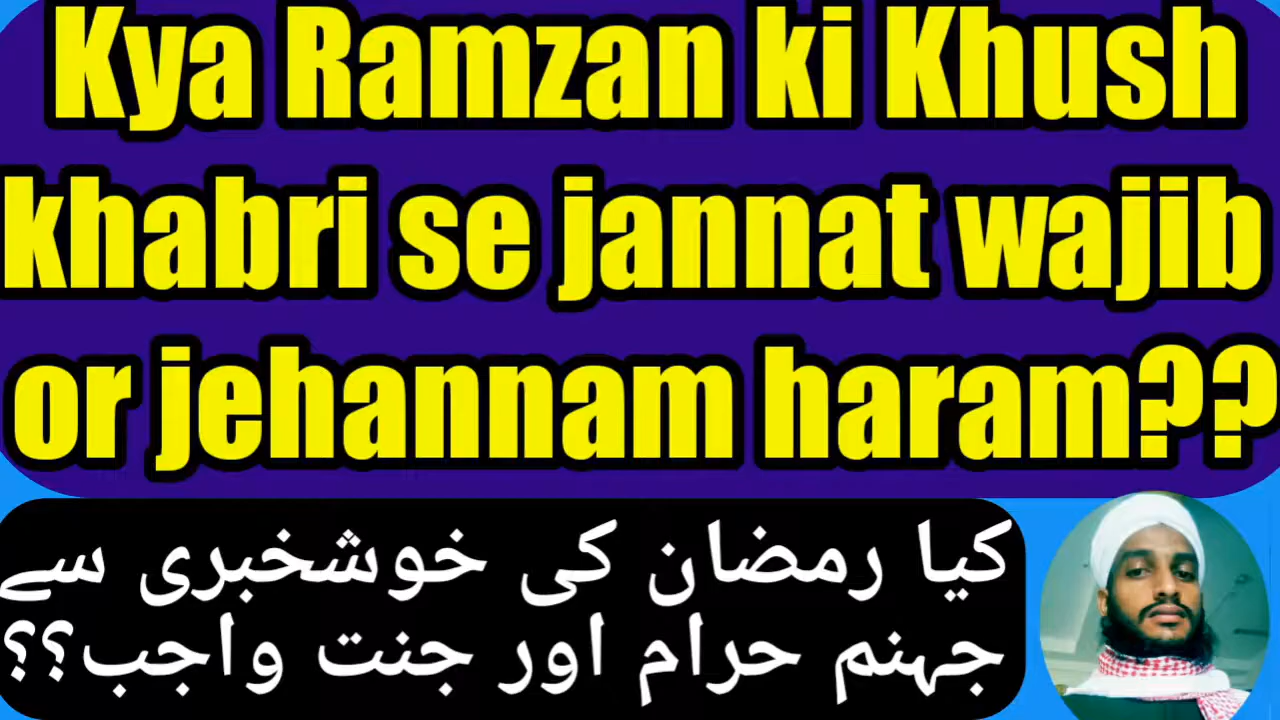 Kya Ramzan ki Khush
khabri se jannat wajib
or jehannam haram??
کیا رمضان کی خوشخبری سے
جہنم حرام اور جنت واجب؟؟